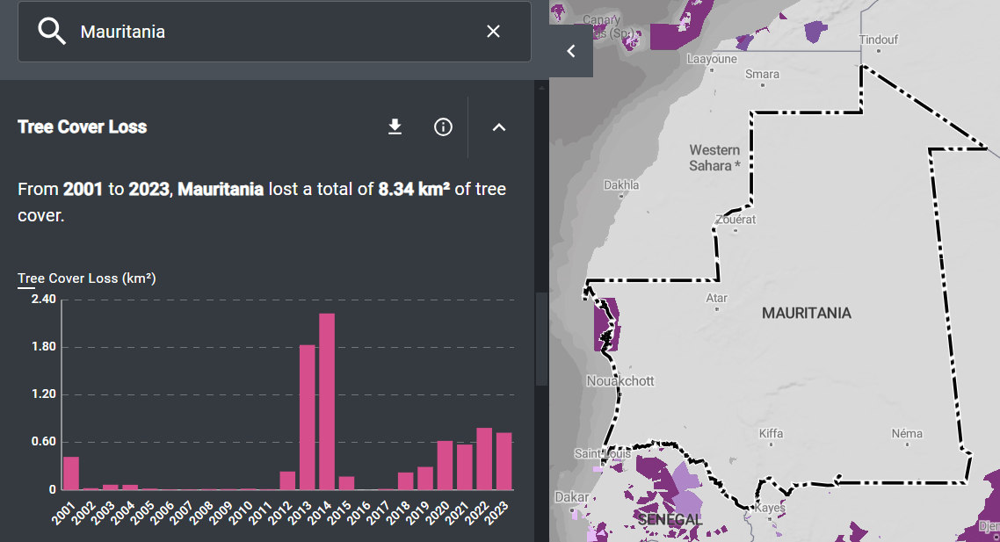 Mauritania
Tree Cover Loss
From 2001 to 2023, Mauritania lost a total of 8.34 km² of tree
cover.
Tree Cover Loss (km²)
2.40
1.80
1.20
0.60
0
2001 2002 2003 2004 2005 2006 2007 2008 2009 2010 2011 2012 2013 2014 2015 2016 2017 2018 2019 2020 2021 2022 2023
Canary
(Sp.)
Tindouf
Laayoune
Smara
Western
Sahara *
Dakhla
Zouérat
Atar
MAURITANIA
Nouakchott
Kiffa
Néma
Saint-Louis
Dakar
Kayes
SENEGAL